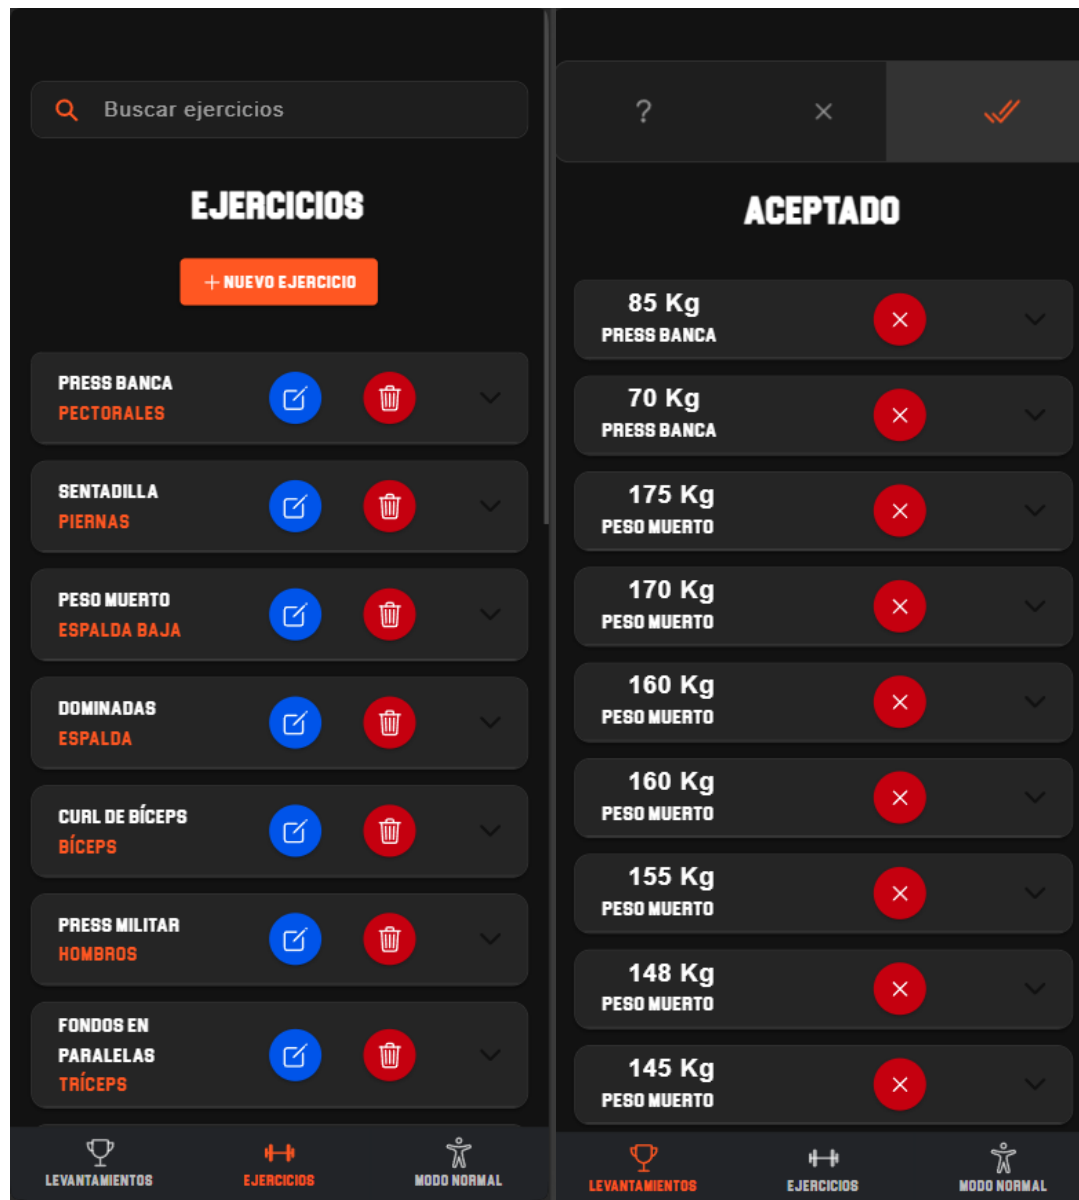 Buscar ejercicios
EJERCICIOS
+ NUEVO EJERCICIO
PRESS BANCA
PECTORALES
SENTADILLA
PIERNAS
PESO MUERTO
ESPALDA BAJA
DOMINADAS
ESPALDA
CURL DE BÍCEPS
BÍCEPS
PRESS MILITAR
HOMBROS
FONDOS EN
PARALELAS
TRÍCEPS
LEVANTAMIENTOS
EJERCICIOS
MODO NORMAL
?
ACEPTADO
85 Kg
PRESS BANCA
70 Kg
PRESS BANCA
175 Kg
PESO MUERTO
170 Kg
PESO MUERTO
160 Kg
PESO MUERTO
160 Kg
PESO MUERTO
155 Kg
PESO MUERTO
148 Kg
PESO MUERTO
145 Kg
PESO MUERTO
LEVANTAMIENTOS
EJERCICIOS
MODO NORMAL